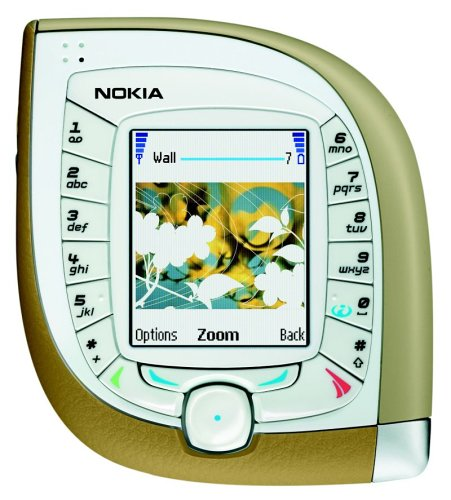 NOKIA
Wall 7
1
2 abc
3 def
4 ghi
5 jkl
* +
6 mno
7 pqrs
8 tuv
9 wxyz
0
#
Options Zoom Back